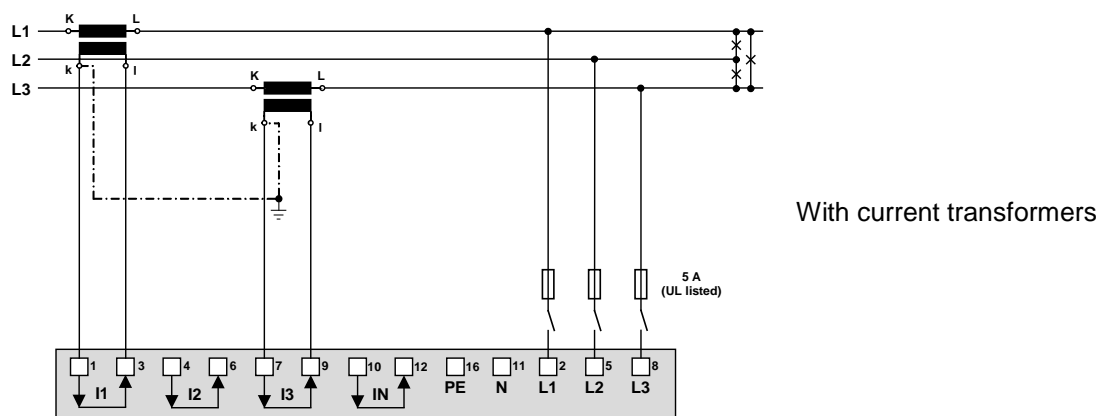 K L
L1
L2
k l
K L
L3
k l
With current transformers
5 A
(UL listed)
1 3 4 6 7 9 10 12 16 11 2 5 8
I1 I2 I3 IN PE N L1 L2 L3